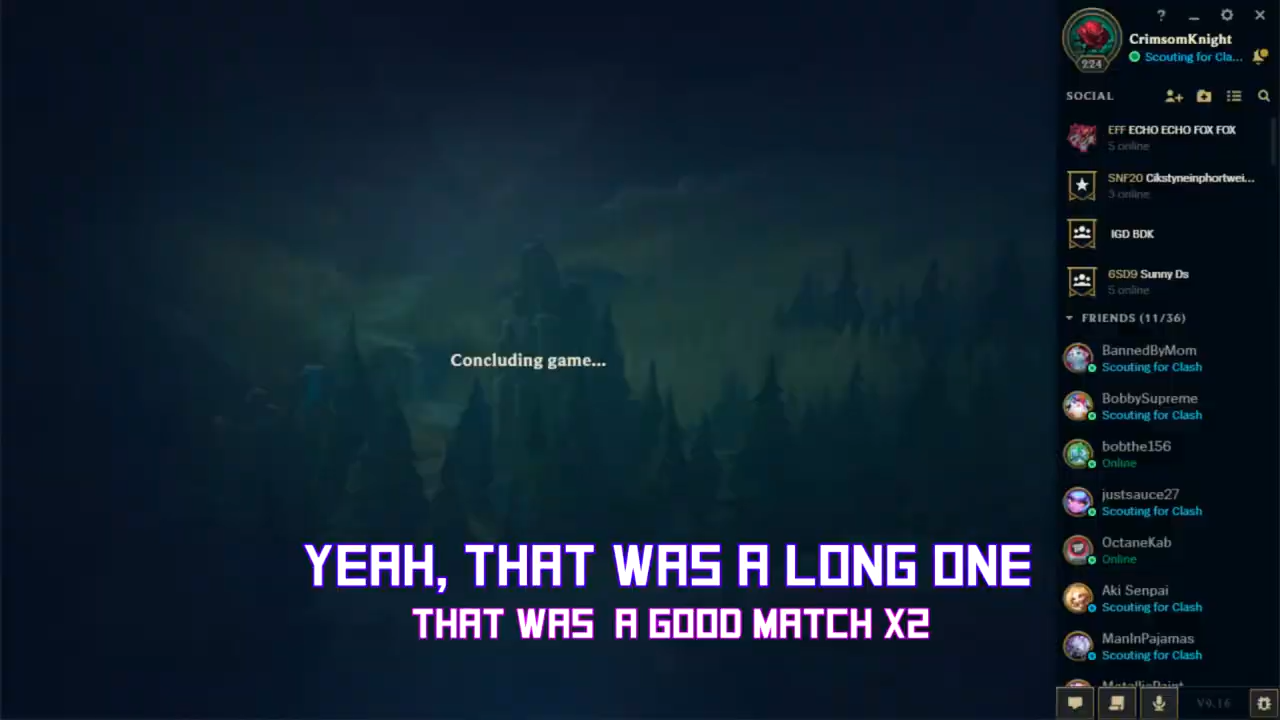 ?
CrimsomKnight
Scouting for Cla...
224
SOCIAL
EFF ECHO ECHO FOX FOX
5 online
SNF20 Cikstyneinphortwei...
3 online
IGD BDK
6SD9 Sunny Ds
5 online
FRIENDS (11/36)
BannedByMom
Scouting for Clash
BobbySupreme
Scouting for Clash
bobthe156
Online
justsauce27
Scouting for Clash
OctaneKab
Online
Aki Senpai
Scouting for Clash
ManInPajamas
Scouting for Clash
V9.16
Concluding game...
YEAH, THAT WAS A LONG ONE
THAT WAS A GOOD MATCH X2